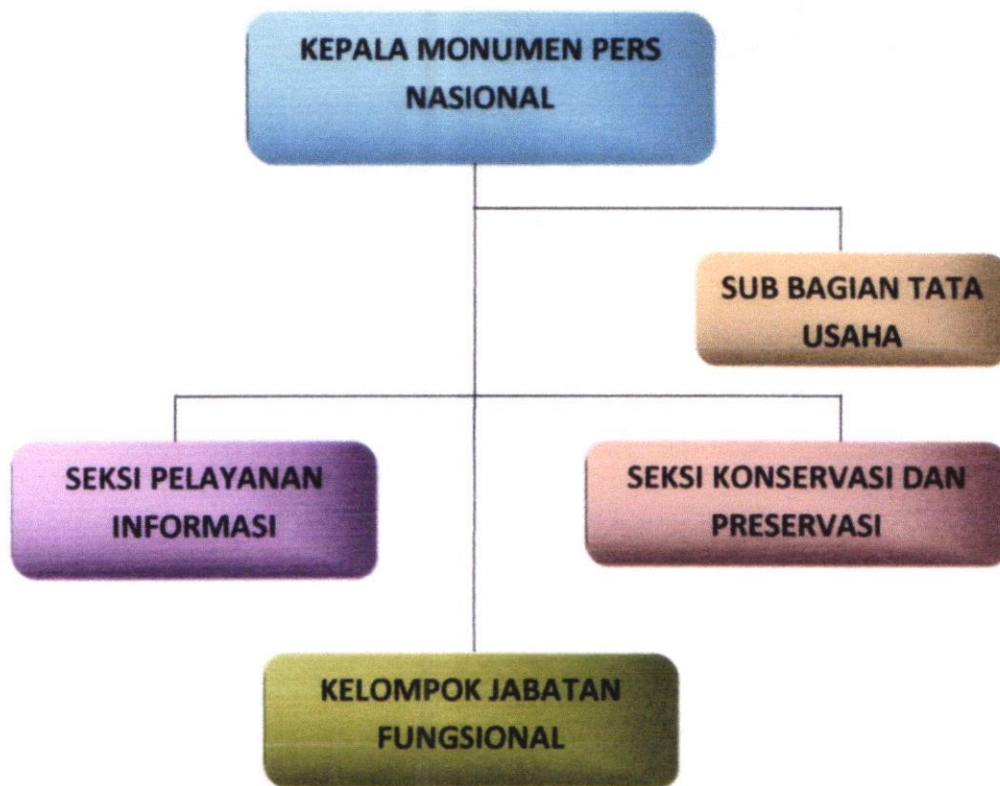 KEPALA MONUMEN PERS
NASIONAL
SUB BAGIAN TATA
USAHA
SEKSI PELAYANAN
INFORMASI
SEKSI KONSERVASI DAN
PRESERVASI
KELOMPOK JABATAN
FUNGSIONAL